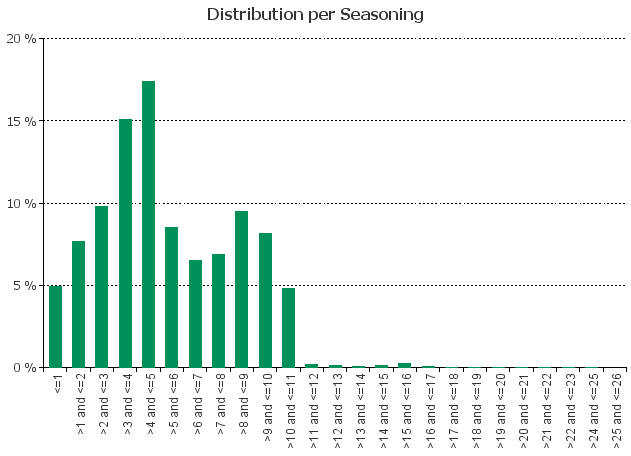 Distribution per Seasoning
20 %
15 %
10 %
5 %
0 %
<=1
>1 and <=2
>2 and <=3
>3 and <=4
>4 and <=5
>5 and <=6
>6 and <=7
>7 and <=8
>8 and <=9
>9 and <=10
>10 and <=11
>11 and <=12
>12 and <=13
>13 and <=14
>14 and <=15
>15 and <=16
>16 and <=17
>17 and <=18
>18 and <=19
>19 and <=20
>20 and <=21
>21 and <=22
>22 and <=23
>24 and <=25
>25 and <=26